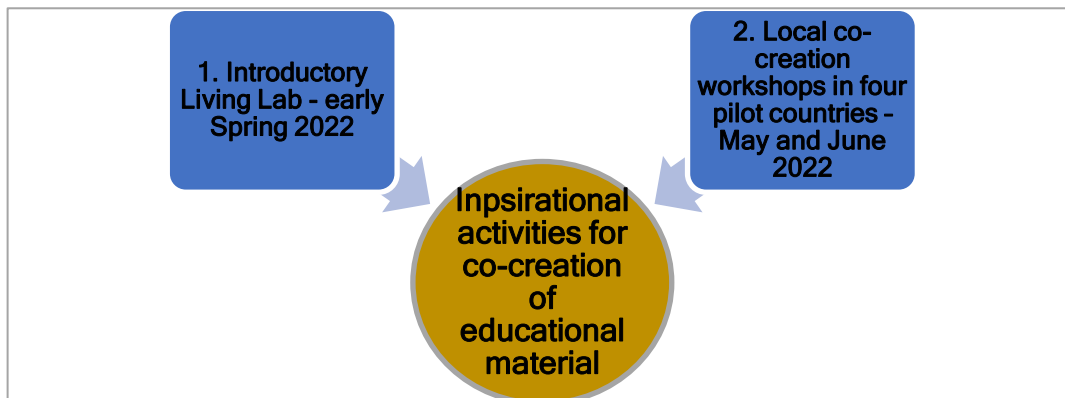 1. Introductory
Living Lab - early
Spring 2022
2. Local co-
creation
workshops in four
pilot countries –
May and June
2022
Inpsirational
activities for
co-creation
of
educational
material